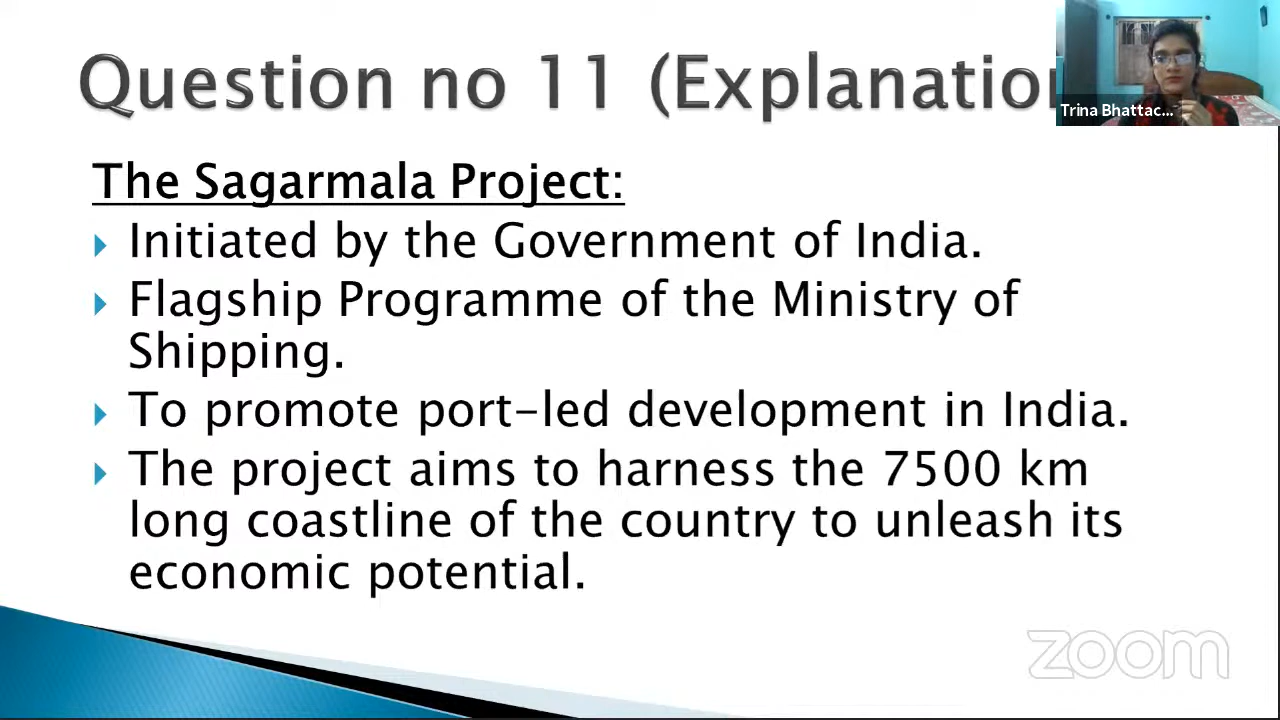 Question no 11 (Explanation
Trina Bhattac...
The Sagarmala Project:
Initiated by the Government of India.
Flagship Programme of the Ministry of
Shipping.
To promote port-led development in India.
The project aims to harness the 7500 km
long coastline of the country to unleash its
economic potential.
zoom